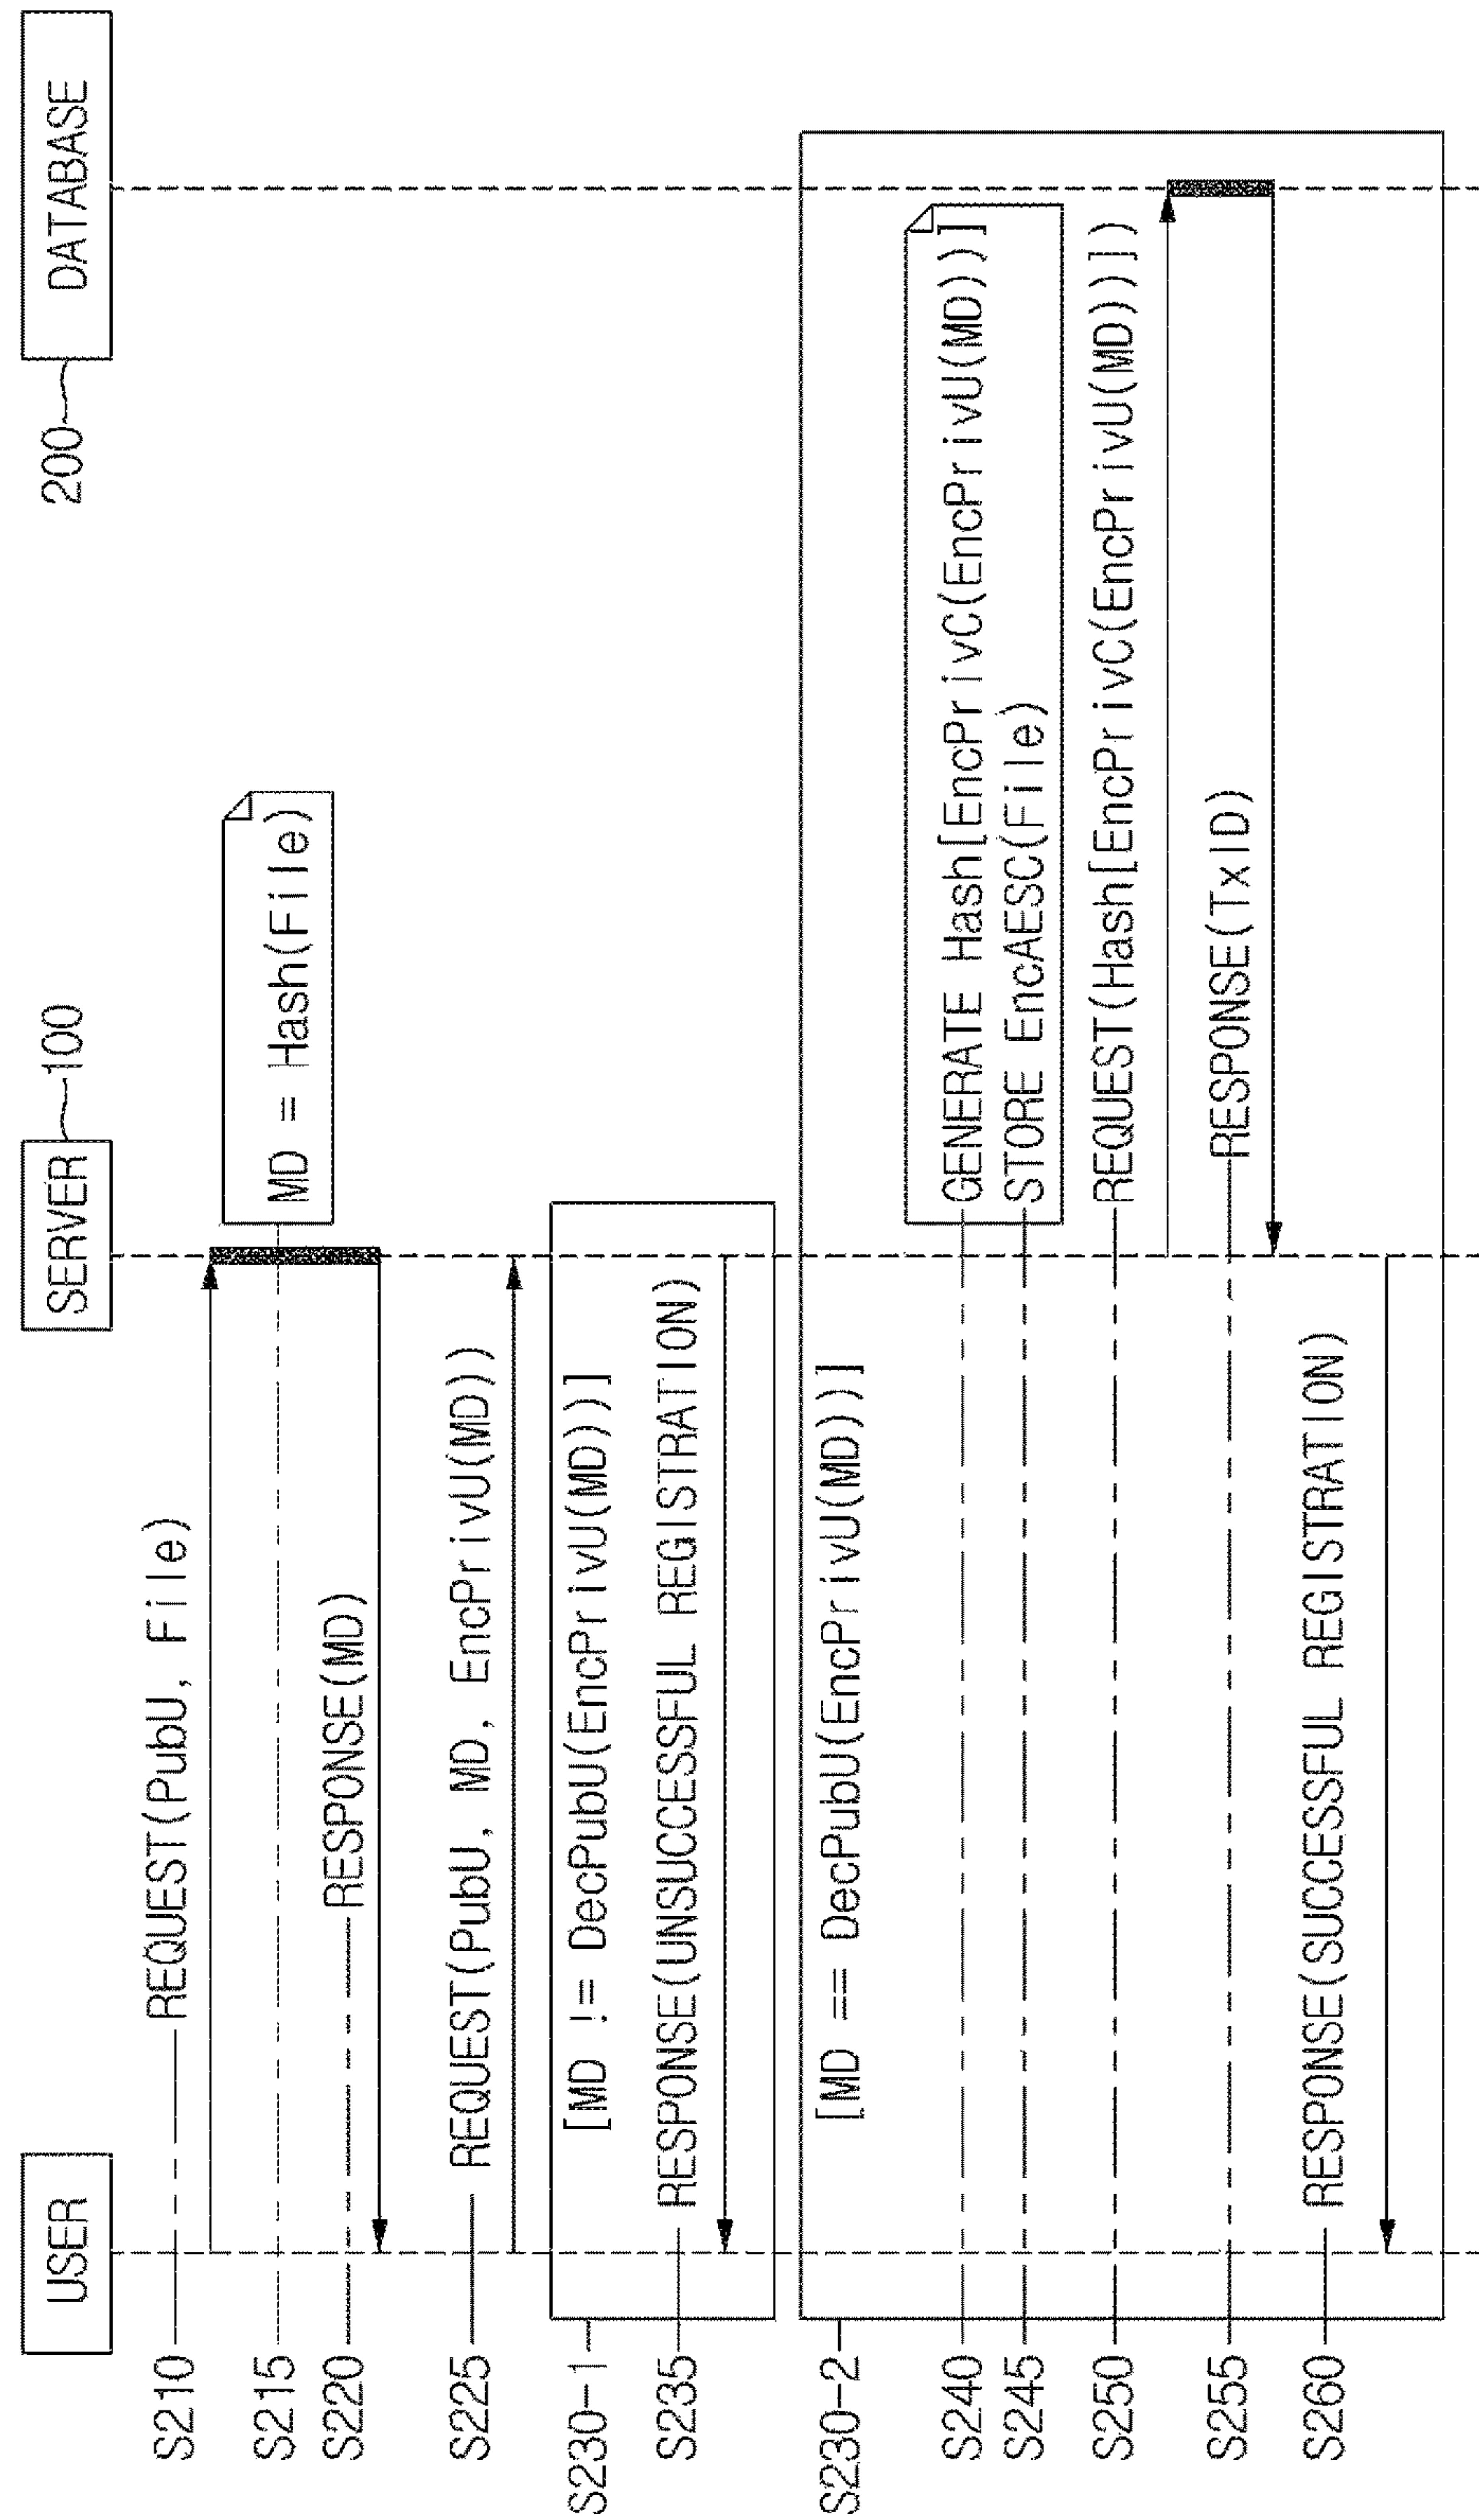 USER
SERVER
100
200
DATABASE
S210
REQUEST(PubU, File)
S215
MD = Hash(File)
S220
RESPONSE(MD)
S225
REQUEST(PubU, MD, EncPrivU(MD))
S230-1
[MD != DecPubU(EncPrivU(MD))]
S235
RESPONSE(UNSUCCESSFUL REGISTRATION)
S230-2
[MD == DecPubU(EncPrivU(MD))]
S240
GENERATE Hash[EncPrivC(EncPrivU(MD))]
S245
STORE EncAESC(File)
S250
REQUEST(Hash[EncPrivC(EncPrivU(MD))])
S255
RESPONSE(TxID)
S260
RESPONSE(SUCCESSFUL REGISTRATION)